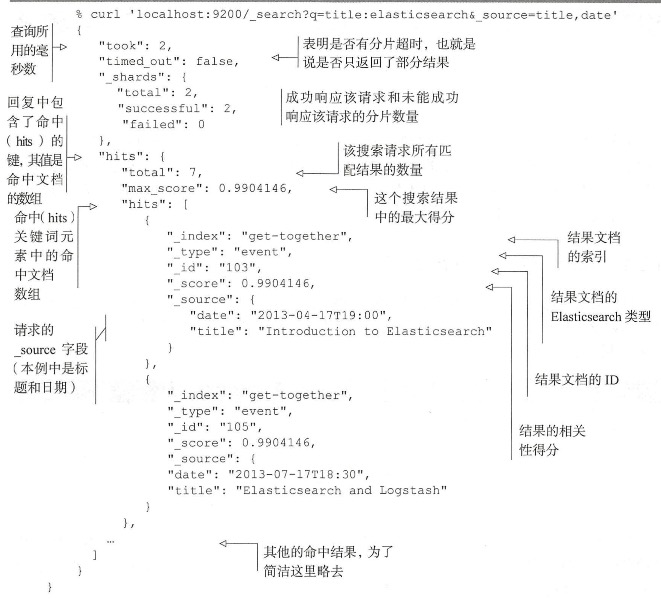 % curl 'localhost:9200/_search?q=title:elasticsearch&_source=title,date'
{
查询所
用的毫
秒数
"took": 2,
"timed_out": false,
表明是否有分片超时，也就是
说是否只返回了部分结果
"_shards": {
"total": 2,
"successful": 2,
"failed": 0
成功响应该请求和未能成功
响应该请求的分片数量
},
回复中包
含了命中
（hits）的
键，其值是
命中文档
的数组
"hits": {
"total": 7,
该搜索请求所有匹
配结果的数量
"max_score": 0.9904146,
这个搜索结果
中的最大得分
"hits": [
命中（hits）
关键词元
素中的命
中文档
数组
{
"_index": "get-together",
结果文档
的索引
"_type": "event",
结果文档的
Elasticsearch 类型
"_id": "103",
结果文档的 ID
"_score": 0.9904146,
结果的相关
性得分
"_source": {
"date": "2013-04-17T19:00",
"title": "Introduction to Elasticsearch"
请求的
_source 字段
（本例中是标
题和日期）
}
},
{
"_index": "get-together",
"_type": "event",
"_id": "105",
"_score": 0.9904146,
"_source": {
"date": "2013-07-17T18:30",
"title": "Elasticsearch and Logstash"
}
},
…
其他的命中结果，为了
简洁这里略去
]
}
}